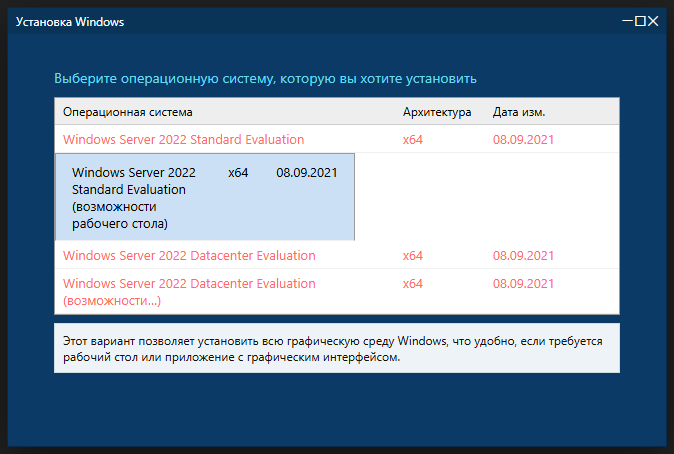 Установка Windows
Выберите операционную систему, которую вы хотите установить
Операционная система Архитектура Дата изм.
Windows Server 2022 Standard Evaluation x64 08.09.2021
Windows Server 2022 x64 08.09.2021
Standard Evaluation
(возможности
рабочего стола)
Windows Server 2022 Datacenter Evaluation x64 08.09.2021
Windows Server 2022 Datacenter Evaluation x64 08.09.2021
(возможности...)
Этот вариант позволяет установить всю графическую среду Windows, что удобно, если требуется
рабочий стол или приложение с графическим интерфейсом.